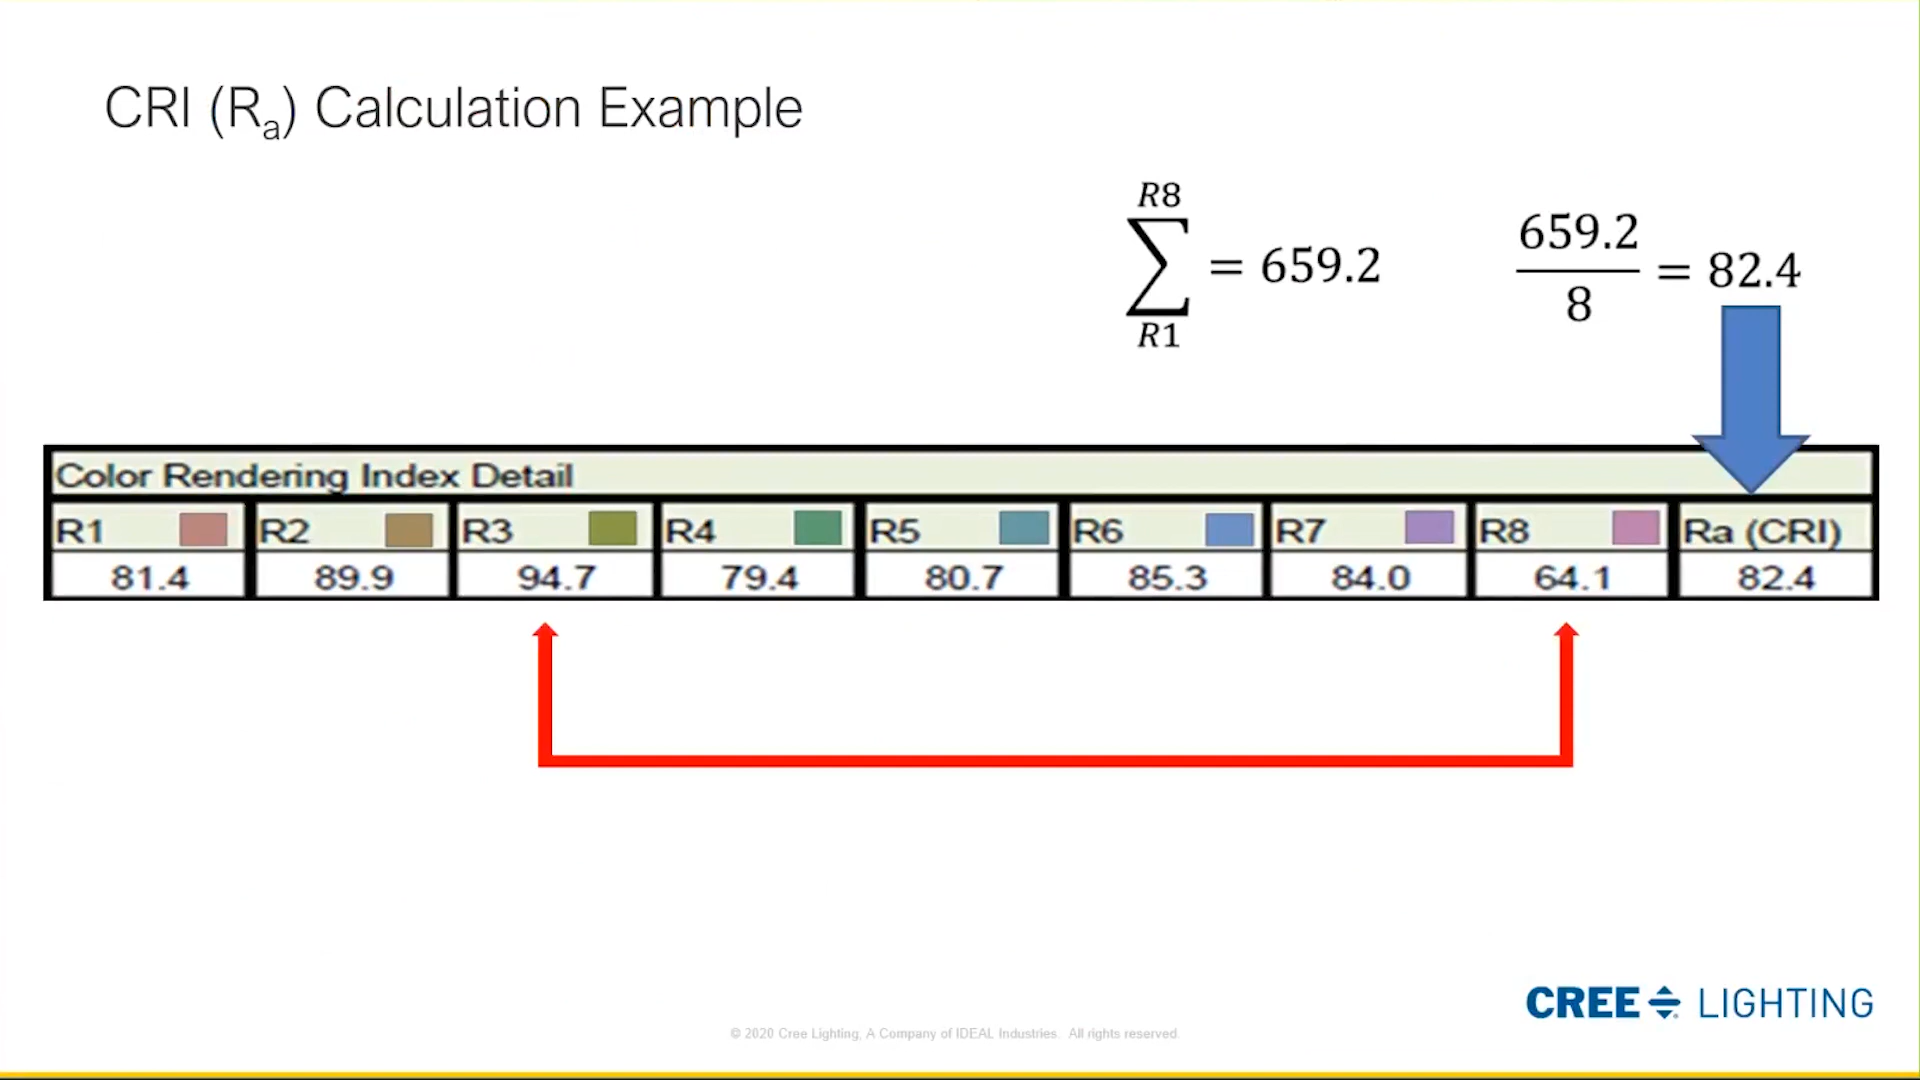 CRI (Ra) Calculation Example
R8
∑ = 659.2
R1
659.2
8
= 82.4
Color Rendering Index Detail
R1 R2 R3 R4 R5 R6 R7 R8 Ra (CRI)
81.4 89.9 94.7 79.4 80.7 85.3 84.0 64.1 82.4
CREE LIGHTING
© 2020 Cree Lighting, A Company of IDEAL Industries. All rights reserved.